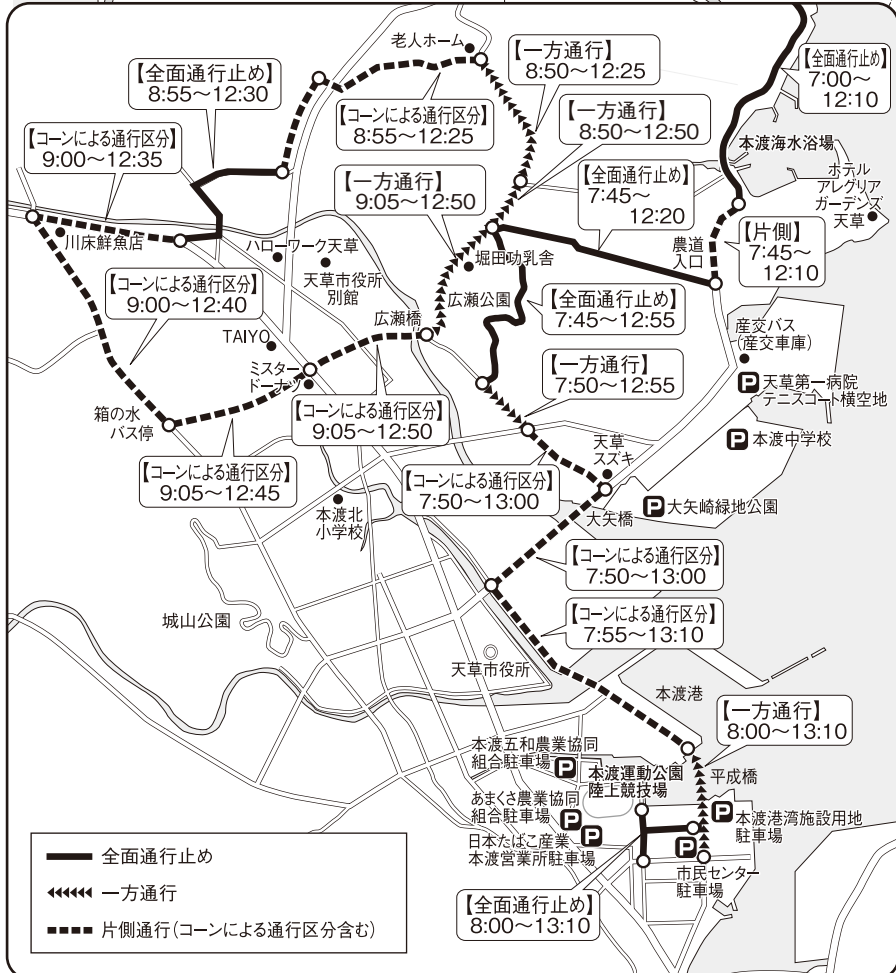 老人ホーム
【一方通行】
8:50～12:25
【全面通行止め】
7:00～
12:10
【全面通行止め】
8:55～12:30
【コーンによる通行区分】
8:55～12:25
【一方通行】
8:50～12:50
【コーンによる通行区分】
9:00～12:35
本渡海水浴場
【一方通行】
9:05～12:50
【全面通行止め】
7:45～
12:20
ホテル
アレグリア
ガーデンズ
天草
川床鮮魚店
ハローワーク天草
天草市役所
別館
堀田功乳舎
農道
入口
【片側】
7:45～
12:10
【コーンによる通行区分】
9:00～12:40
広瀬公園
【全面通行止め】
7:45～12:55
広瀬橋
TAIYO
産交バス
(産交車庫)
ミスター
ドーナツ
【一方通行】
7:50～12:55
P 天草第一病院
テニスコート横空地
箱の水
バス停
【コーンによる通行区分】
9:05～12:50
P 本渡中学校
天草
スズキ
【コーンによる通行区分】
9:05～12:45
【コーンによる通行区分】
7:50～13:00
本渡北
小学校
大矢橋
P 大矢崎緑地公園
【コーンによる通行区分】
7:50～13:00
城山公園
【コーンによる通行区分】
7:55～13:10
天草市役所
本渡港
【一方通行】
8:00～13:10
本渡五和農業協同
組合駐車場 P
本渡運動公園
陸上競技場
平成橋
あまくさ農業協同
組合駐車場 P
P 本渡港湾施設用地
駐車場
日本たばこ産業 P
本渡営業所駐車場
P
市民センター
駐車場
【全面通行止め】
8:00～13:10
全面通行止め
一方通行
片側通行(コーンによる通行区分含む)